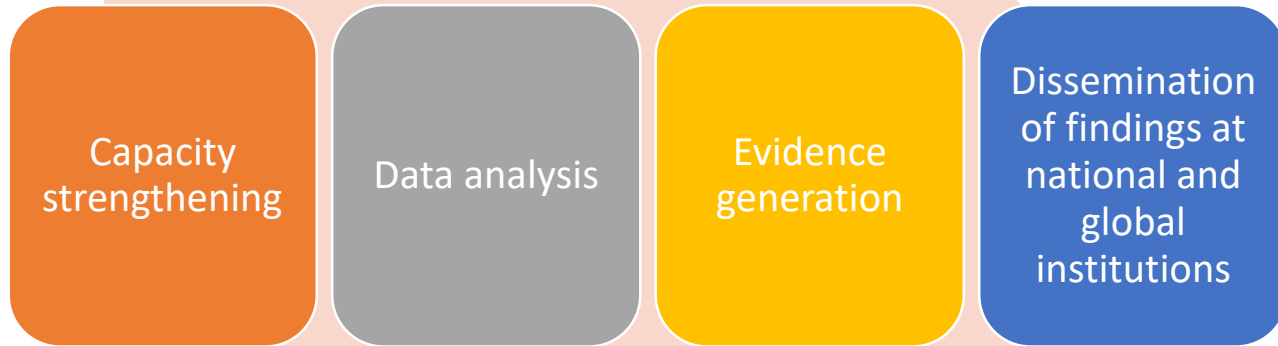 Capacity
strengthening
Data analysis
Evidence
generation
Dissemination
of findings at
national and
global
institutions